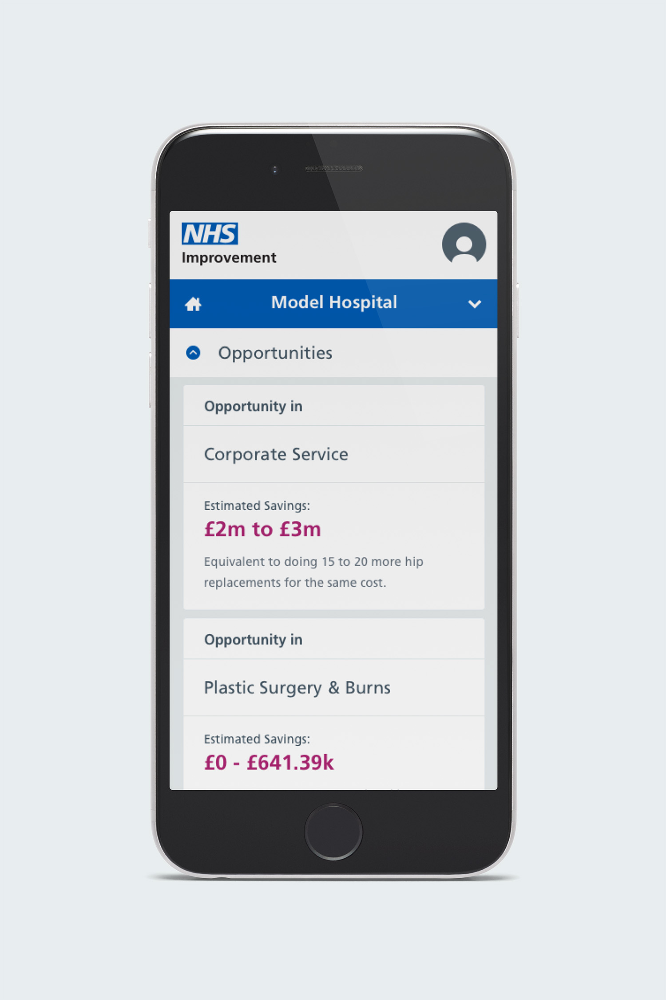 NHS
Improvement
Model Hospital
Opportunities
Opportunity in
Corporate Service
Estimated Savings:
£2m to £3m
Equivalent to doing 15 to 20 more hip
replacements for the same cost.
Opportunity in
Plastic Surgery & Burns
Estimated Savings:
£0 - £641.39k